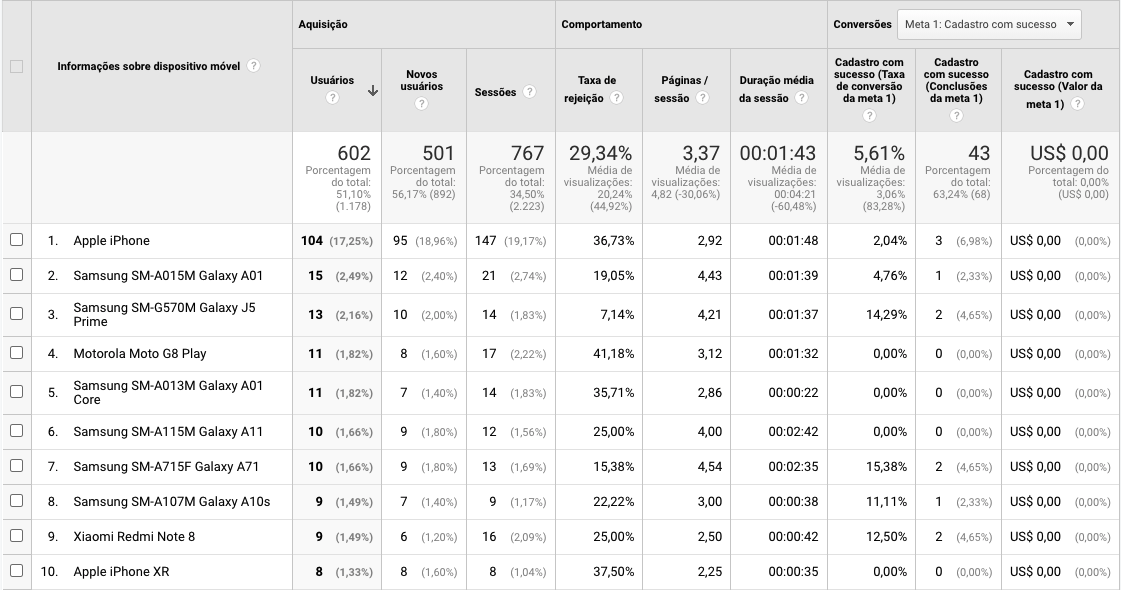 Aquisição Comportamento Conversões Meta 1: Cadastro com sucesso
Informações sobre dispositivo móvel ?
Usuários ? Novos usuários ? Sessões ? Taxa de rejeição ? Páginas / sessão ? Duração média da sessão ? Cadastro com sucesso (Taxa de conversão da meta 1) ? Cadastro com sucesso (Conclusões da meta 1) ? Cadastro com sucesso (Valor da meta 1) ?
602 501 767 29,34% 3,37 00:01:43 5,61% 43 US$ 0,00
Porcentagem do total: 51,10% (1.178) Porcentagem do total: 56,17% (892) Porcentagem do total: 34,50% (2.223) Média de visualizações: 20,24% (44,92%) Média de visualizações: 4,82 (-30,06%) Média de visualizações: 00:04:21 (-60,48%) Média de visualizações: 3,06% (83,28%) Porcentagem do total: 63,24% (68) Porcentagem do total: 0,00% (US$ 0,00)
1. Apple iPhone 104 (17,25%) 95 (18,96%) 147 (19,17%) 36,73% 2,92 00:01:48 2,04% 3 (6,98%) US$ 0,00 (0,00%)
2. Samsung SM-A015M Galaxy A01 15 (2,49%) 12 (2,40%) 21 (2,74%) 19,05% 4,43 00:01:39 4,76% 1 (2,33%) US$ 0,00 (0,00%)
3. Samsung SM-G570M Galaxy J5 Prime 13 (2,16%) 10 (2,00%) 14 (1,83%) 7,14% 4,21 00:01:37 14,29% 2 (4,65%) US$ 0,00 (0,00%)
4. Motorola Moto G8 Play 11 (1,82%) 8 (1,60%) 17 (2,22%) 41,18% 3,12 00:01:32 0,00% 0 (0,00%) US$ 0,00 (0,00%)
5. Samsung SM-A013M Galaxy A01 Core 11 (1,82%) 7 (1,40%) 14 (1,83%) 35,71% 2,86 00:00:22 0,00% 0 (0,00%) US$ 0,00 (0,00%)
6. Samsung SM-A115M Galaxy A11 10 (1,66%) 9 (1,80%) 12 (1,56%) 25,00% 4,00 00:02:42 0,00% 0 (0,00%) US$ 0,00 (0,00%)
7. Samsung SM-A715F Galaxy A71 10 (1,66%) 9 (1,80%) 13 (1,69%) 15,38% 4,54 00:02:35 15,38% 2 (4,65%) US$ 0,00 (0,00%)
8. Samsung SM-A107M Galaxy A10s 9 (1,49%) 7 (1,40%) 9 (1,17%) 22,22% 3,00 00:00:38 11,11% 1 (2,33%) US$ 0,00 (0,00%)
9. Xiaomi Redmi Note 8 9 (1,49%) 6 (1,20%) 16 (2,09%) 25,00% 2,50 00:00:42 12,50% 2 (4,65%) US$ 0,00 (0,00%)
10. Apple iPhone XR 8 (1,33%) 8 (1,60%) 8 (1,04%) 37,50% 2,25 00:00:35 0,00% 0 (0,00%) US$ 0,00 (0,00%)